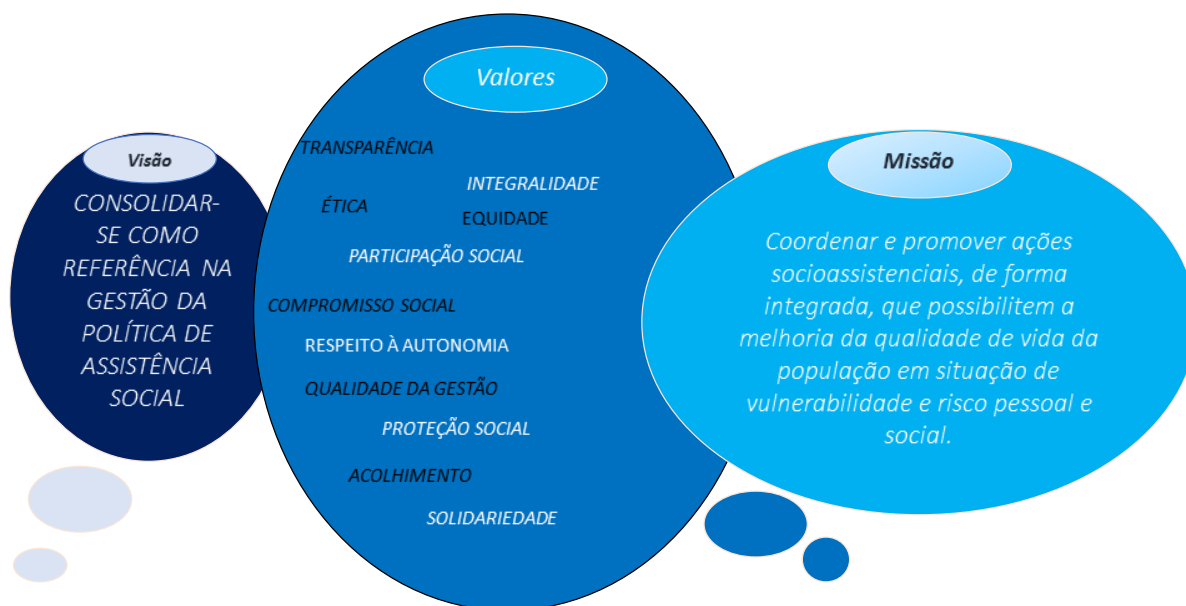 Visão
CONSOLIDAR-
SE COMO
REFERÊNCIA NA
GESTÃO DA
POLÍTICA DE
ASSISTÊNCIA
SOCIAL
Valores
TRANSPARÊNCIA
INTEGRALIDADE
ÉTICA
EQUIDADE
PARTICIPAÇÃO SOCIAL
COMPROMISSO SOCIAL
RESPEITO À AUTONOMIA
QUALIDADE DA GESTÃO
PROTEÇÃO SOCIAL
ACOLHIMENTO
SOLIDARIEDADE
Missão
Coordenar e promover ações
socioassistenciais, de forma
integrada, que possibilitem a
melhoria da qualidade de vida da
população em situação de
vulnerabilidade e risco pessoal e
social.